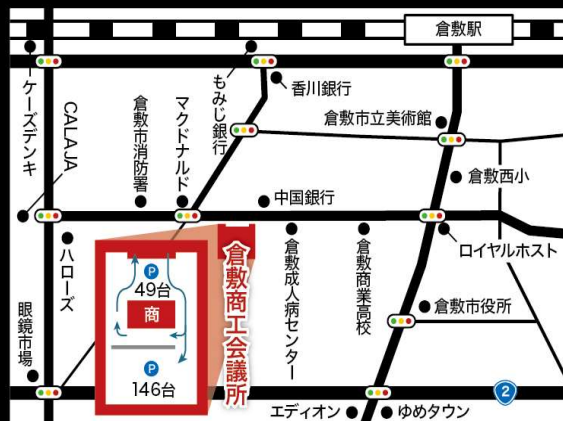 倉敷駅
ケーズデンキ
CALAJA
倉敷市消防署
マクドナルド
もみじ銀行
香川銀行
倉敷市立美術館
倉敷西小
中国銀行
ロイヤルホスト
ハローズ
眼鏡市場
P
49台
商
P
146台
倉敷商工会議所
倉敷成人病センター
倉敷商業高校
倉敷市役所
2
エディオン
ゆめタウン